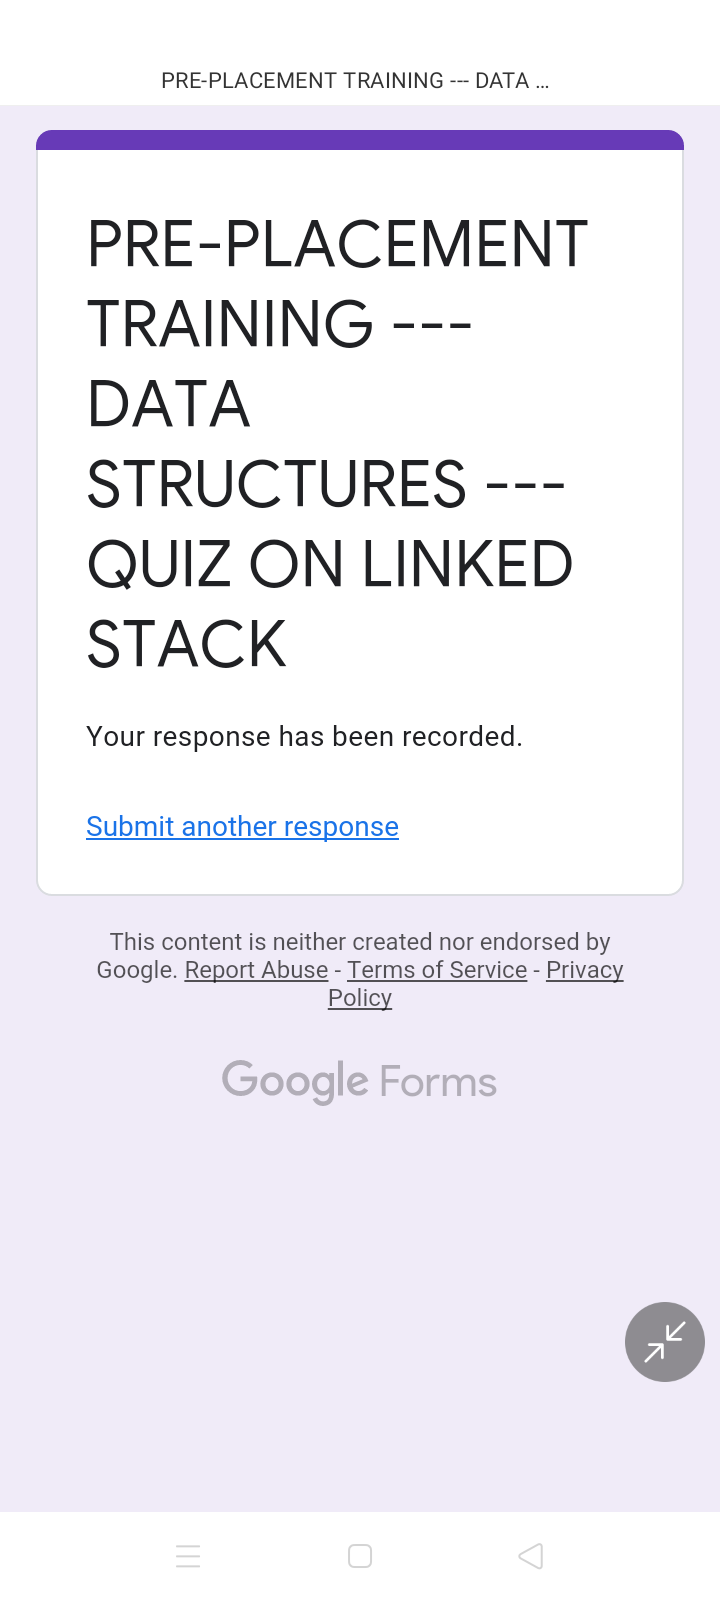 PRE-PLACEMENT TRAINING --- DATA ...
PRE-PLACEMENT
TRAINING ---
DATA
STRUCTURES ---
QUIZ ON LINKED
STACK
Your response has been recorded.
Submit another response
This content is neither created nor endorsed by
Google. Report Abuse - Terms of Service - Privacy
Policy
Google Forms